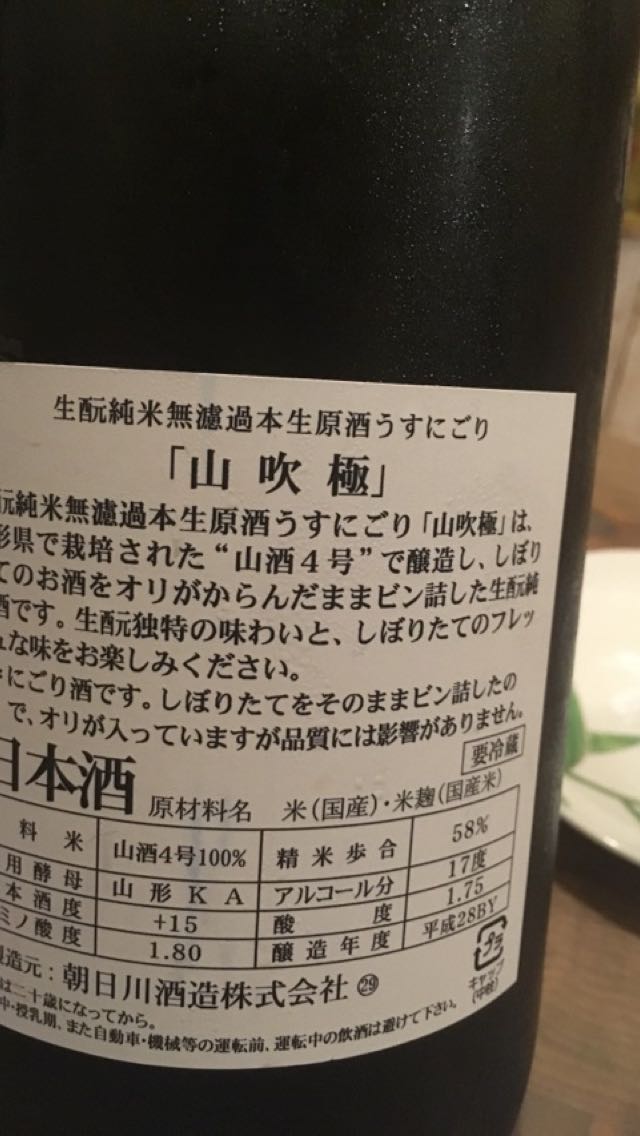 生酛純米無濾過本生原酒うすにごり
「山吹極」
酛純米無濾過本生原酒うすにごり「山吹極」は、
形県で栽培された“山酒４号”で醸造し、しぼり
てのお酒をオリがからんだままビン詰した生酛純
酒です。生酛独特の味わいと、しぼりたてのフレッ
ュな味をお楽しみください。
にごり酒です。しぼりたてをそのままビン詰したの
で、オリが入っていますが品質には影響がありません。
要冷蔵
日本酒 原材料名 米(国産)・米麹(国産米)
料米 山酒4号100% 精米歩合 58%
用酵母 山形KA アルコール分 17度
本酒度 +15 酸度 1.75
ミノ酸度 1.80 醸造年度 平成28BY
製造元：朝日川酒造株式会社 ㉙
プラ
キャップ
(中栓)
は二十歳になってから。
中・授乳期、また自動車・機械等の運転前、運転中の飲酒は避けて下さい。